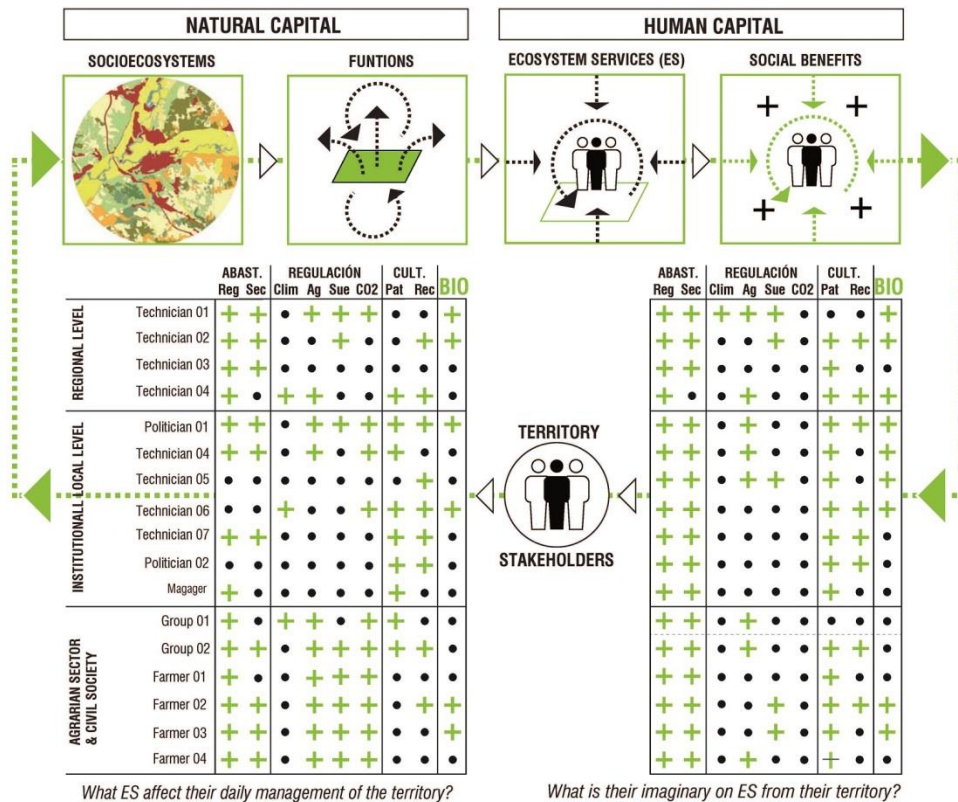 NATURAL CAPITAL
HUMAN CAPITAL
SOCIOECOSYSTEMS
FUNTIONS
ECOSYSTEM SERVICES (ES)
SOCIAL BENEFITS
ABAST. REGULACIÓN CULT. BIO
Reg Sec Clim Ag Sue CO2 Pat Rec
ABAST. REGULACIÓN CULT. BIO
Reg Sec Clim Ag Sue CO2 Pat Rec
REGIONAL LEVEL
Technician 01
Technician 02
Technician 03
Technician 04
INSTITUTIONALL LOCAL LEVEL
Politician 01
Technician 04
Technician 05
Technician 06
Technician 07
Politician 02
Magager
AGRARIAN SECTOR
& CIVIL SOCIETY
Group 01
Group 02
Farmer 01
Farmer 02
Farmer 03
Farmer 04
TERRITORY
STAKEHOLDERS
What ES affect their daily management of the territory?
What is their imaginary on ES from their territory?